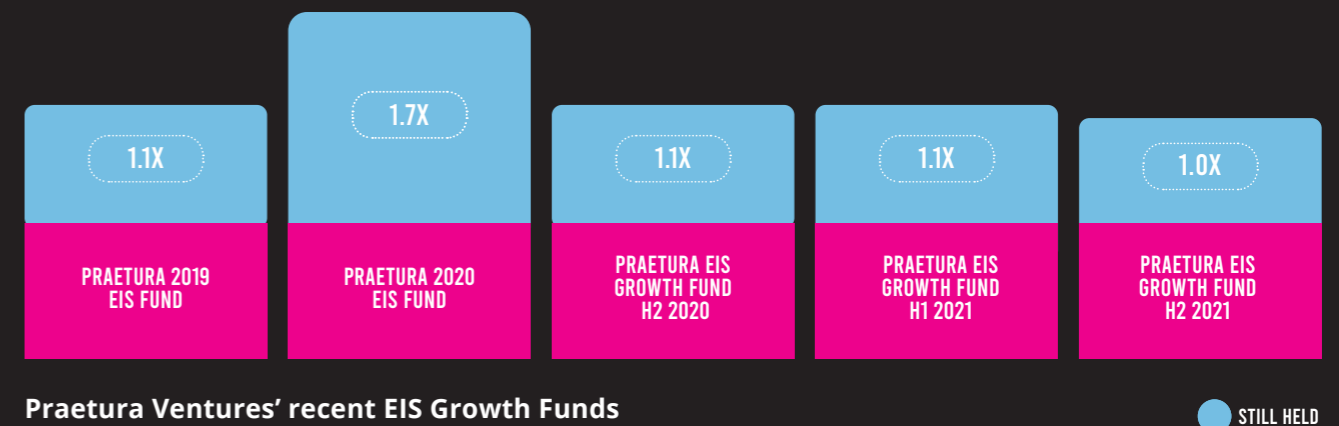 1.1X
1.7X
1.1X
1.1X
1.0X
PRAETURA 2019
EIS FUND
PRAETURA 2020
EIS FUND
PRAETURA EIS
GROWTH FUND
H2 2020
PRAETURA EIS
GROWTH FUND
H1 2021
PRAETURA EIS
GROWTH FUND
H2 2021
Praetura Ventures’ recent EIS Growth Funds
STILL HELD